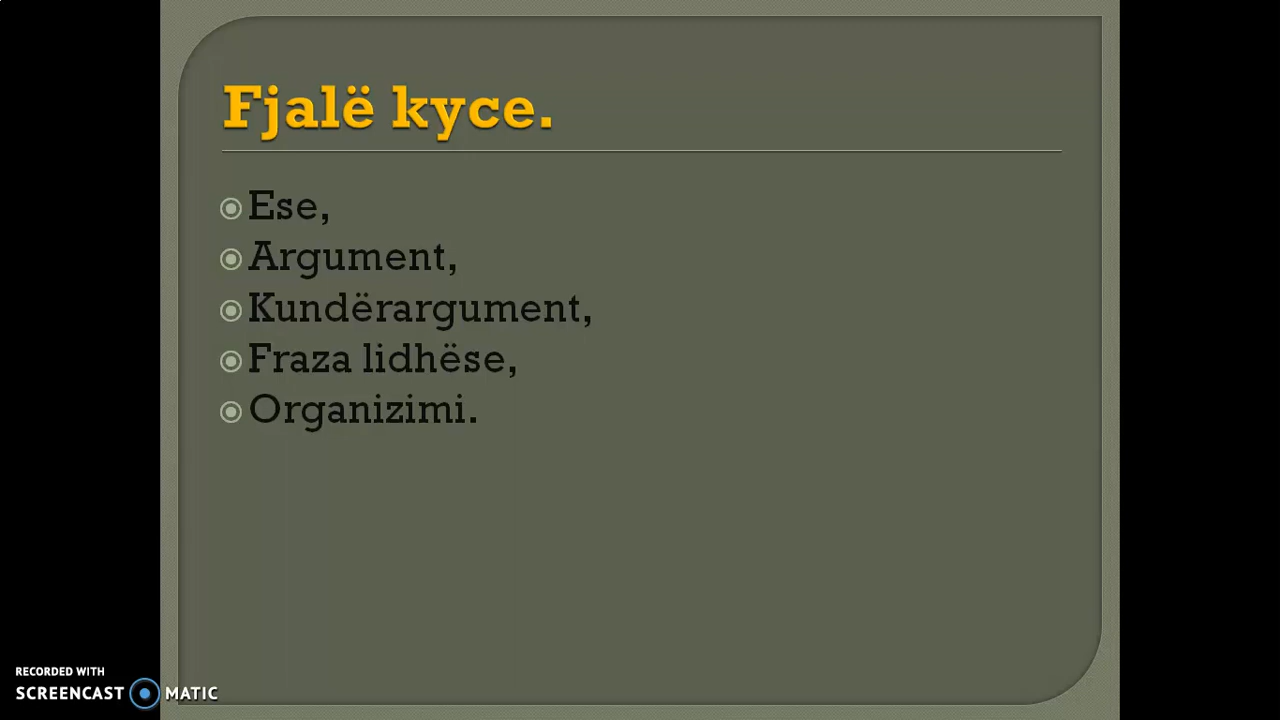 Fjalë kyce.
Ese,
Argument,
Kundërargument,
Fraza lidhëse,
Organizimi.
RECORDED WITH
SCREENCAST MATIC